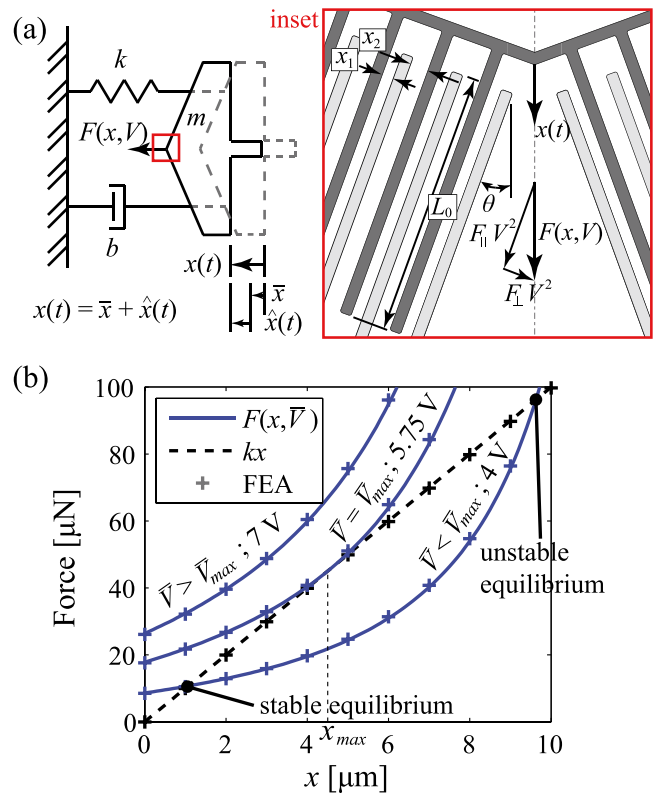 (a)
k
m
F(x,V)
b
x(t)
x(t) = x̄ + x̂(t)
x̄
x̂(t)
inset
x₂
x₁
L₀
x(t)
θ
F∥V²
F(x,V)
F⊥V²
(b)
F(x,V̄)
kx
FEA
V̄ > V̄max ; 7 V
V̄ = V̄max ; 5.75 V
V̄ < V̄max ; 4 V
unstable
equilibrium
stable equilibrium
xmax
Force [μN]
100
80
60
40
20
0
0
2
4
6
8
10
x [μm]